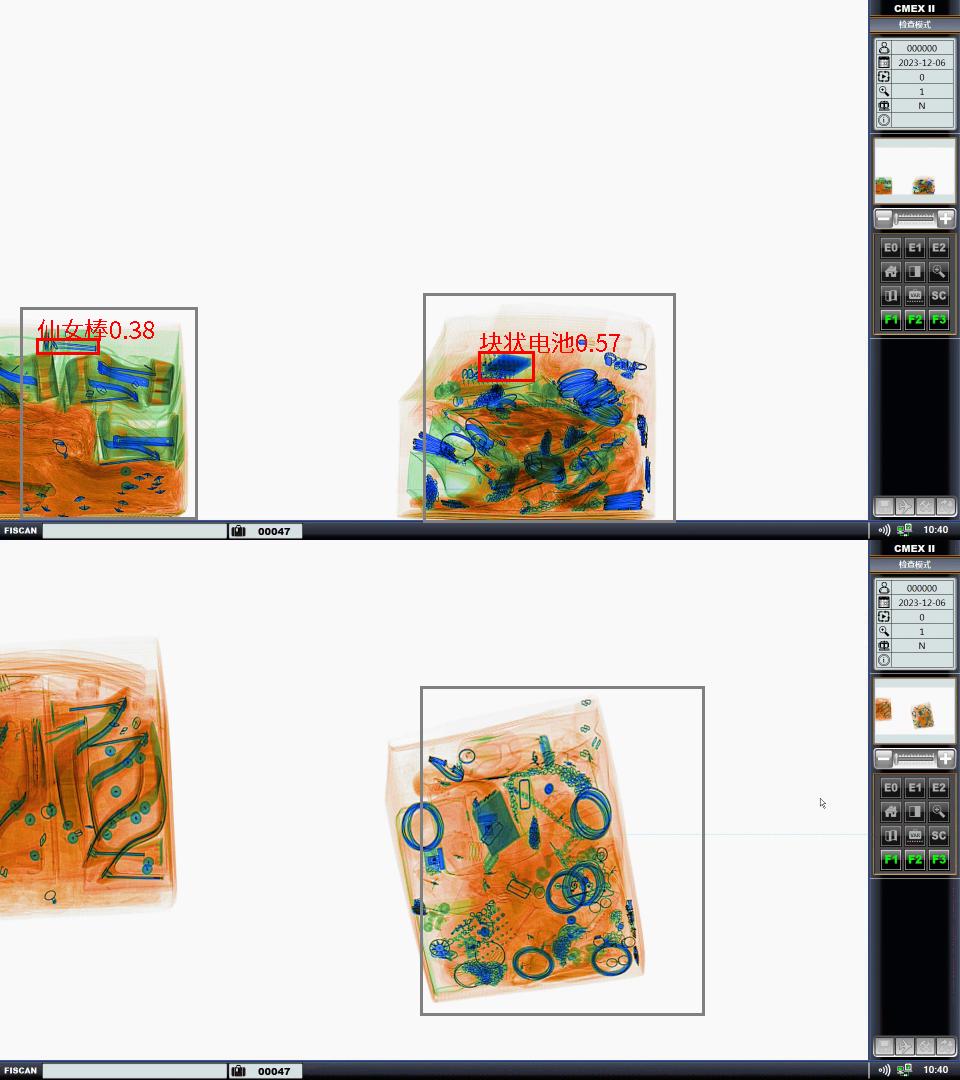 CMEX II
检查模式
000000
2023-12-06
0
1
N
E0 E1 E2
SC
F1 F2 F3
仙女棒0.38
块状电池0.57
FISCAN
00047
10:40
CMEX II
检查模式
000000
2023-12-06
0
1
N
E0 E1 E2
SC
F1 F2 F3
FISCAN
00047
10:40